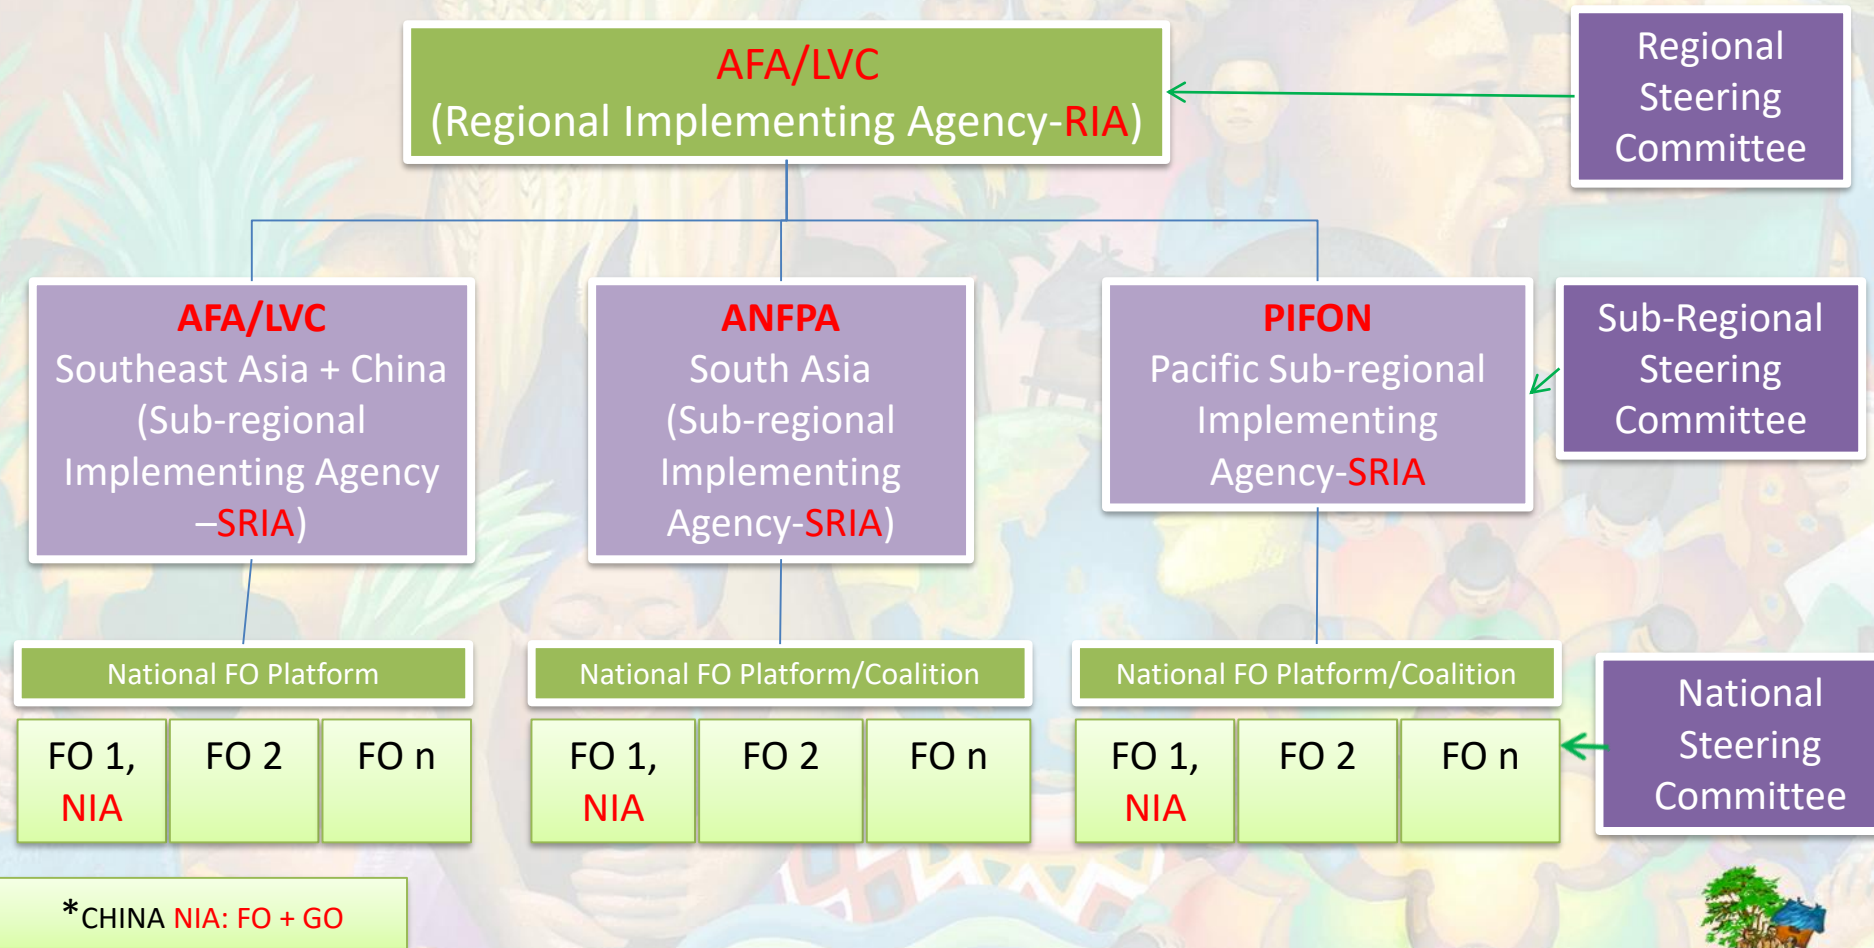 AFA/LVC
(Regional Implementing Agency-RIA)
Regional
Steering
Committee
AFA/LVC
Southeast Asia + China
(Sub-regional
Implementing Agency
–SRIA)
ANFPA
South Asia
(Sub-regional
Implementing
Agency-SRIA)
PIFON
Pacific Sub-regional
Implementing
Agency-SRIA
Sub-Regional
Steering
Committee
National FO Platform
National FO Platform/Coalition
National FO Platform/Coalition
National
Steering
Committee
FO 1,
NIA
FO 2
FO n
FO 1,
NIA
FO 2
FO n
FO 1,
NIA
FO 2
FO n
*CHINA NIA: FO + GO